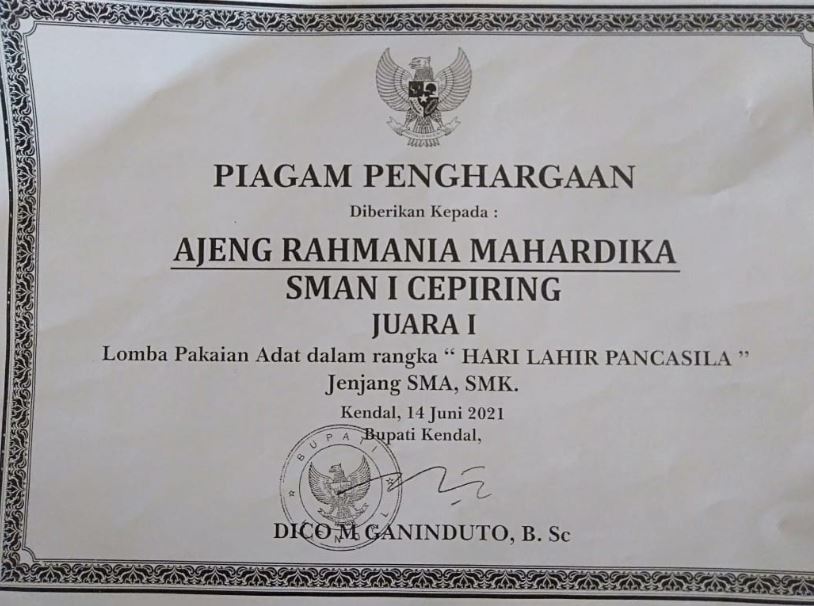 PIAGAM PENGHARGAAN
Diberikan Kepada :
AJENG RAHMANIA MAHARDIKA
SMAN I CEPIRING
JUARA I
Lomba Pakaian Adat dalam rangka “ HARI LAHIR PANCASILA ”
Jenjang SMA, SMK.
Kendal, 14 Juni 2021
Bupati Kendal,
BUPATI
DICO M GANINDUTO, B. Sc